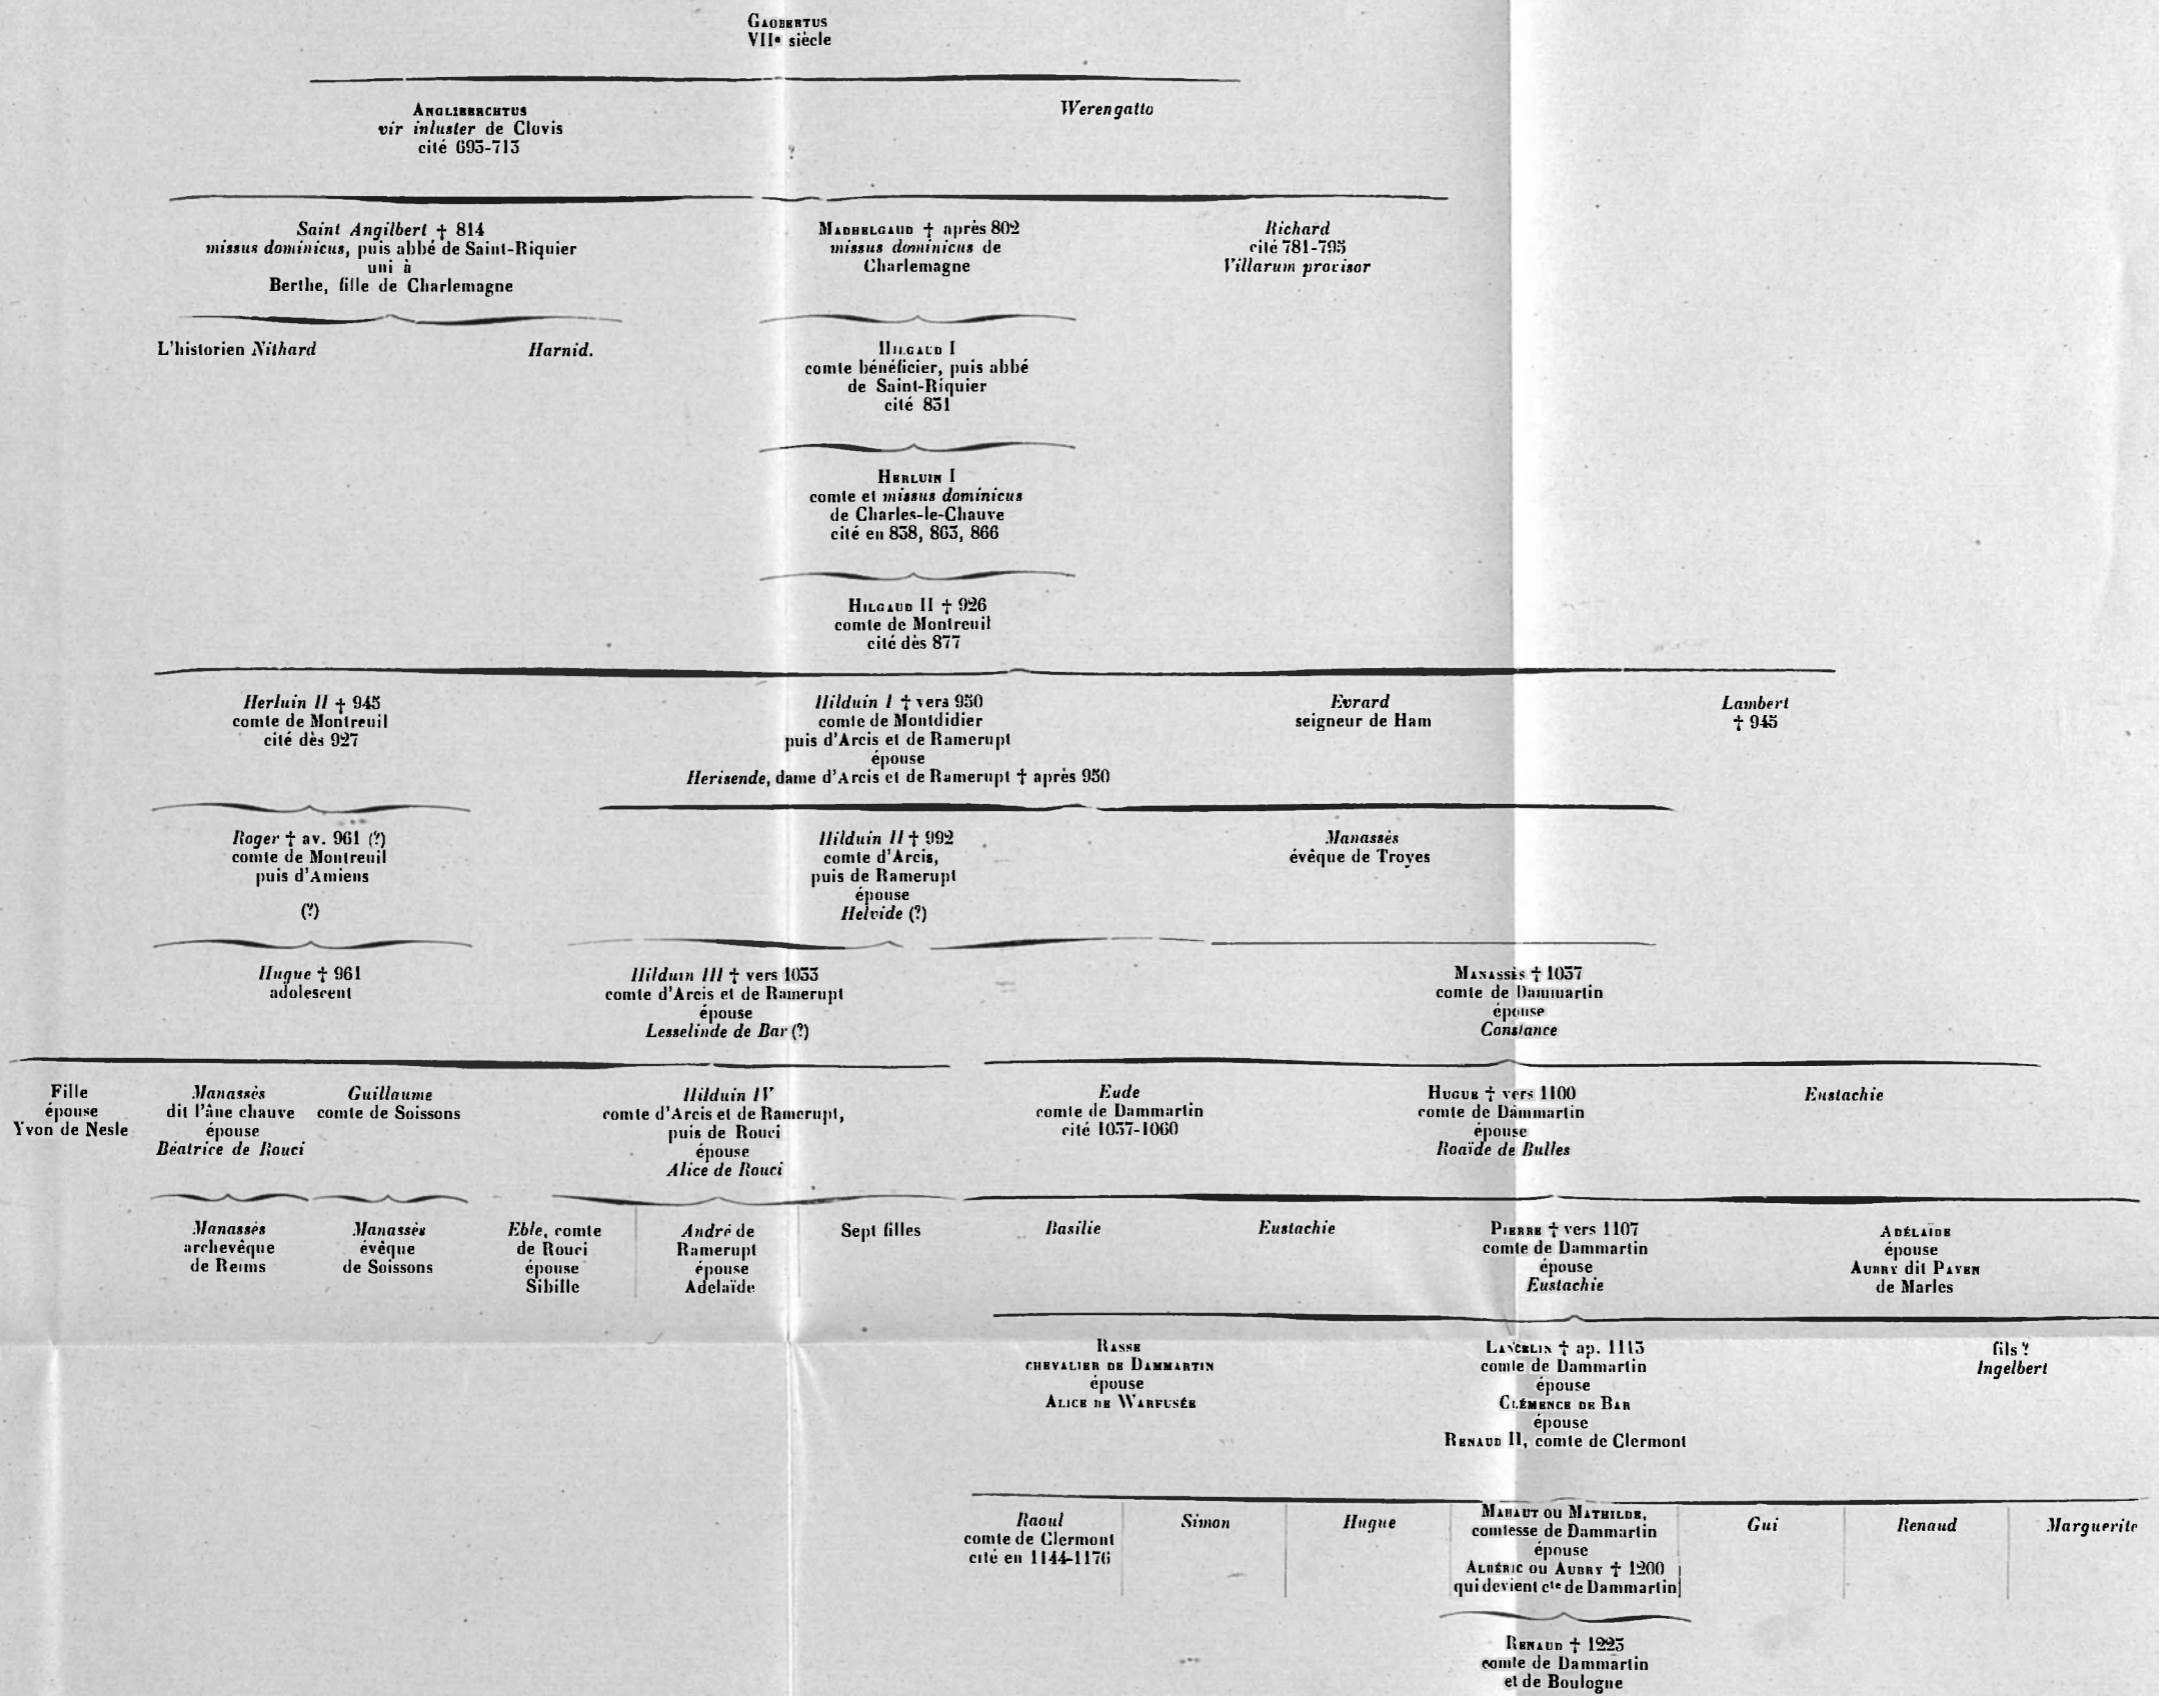 GAOBERTUS
VIIe siècle
ANGLIBERCHTUS
vir inluster de Clovis
cité 693-713
Werengatto
?
Saint Angilbert † 814
missus dominicus, puis abbé de Saint-Riquier
uni à
Berthe, fille de Charlemagne
MADHELGAUD † après 802
missus dominicus de
Charlemagne
Richard
cité 781-795
Villarum provisor
L'historien Nithard
Harnid.
HILGAUD I
comte bénéficier, puis abbé
de Saint-Riquier
cité 831
HERLUIN I
comte et missus dominicus
de Charles-le-Chauve
cité en 838, 863, 866
HILGAUD II † 926
comte de Montreuil
cité dès 877
Herluin II † 945
comte de Montreuil
cité dès 927
Hilduin I † vers 950
comte de Montdidier
puis d'Arcis et de Ramerupt
épouse
Herisende, dame d'Arcis et de Ramerupt † après 950
Evrard
seigneur de Ham
Lambert
† 945
Roger † av. 961 (?)
comte de Montreuil
puis d'Amiens
(?)
Hilduin II † 992
comte d'Arcis,
puis de Ramerupt
épouse
Helvide (?)
Manassès
évêque de Troyes
Hugue † 961
adolescent
Hilduin III † vers 1033
comte d'Arcis et de Ramerupt
épouse
Lesselinde de Bar (?)
MANASSÈS † 1037
comte de Dammartin
épouse
Constance
Fille
épouse
Yvon de Nesle
Manassès
dit l'âne chauve
épouse
Béatrice de Rouci
Guillaume
comte de Soissons
Hilduin IV
comte d'Arcis et de Ramerupt,
puis de Rouci
épouse
Alice de Rouci
Eude
comte de Dammartin
cité 1037-1060
HUGUE † vers 1100
comte de Dammartin
épouse
Roaïde de Bulles
Eustachie
Manassès
archevêque
de Reims
Manassès
évêque
de Soissons
Eble, comte
de Rouci
épouse
Sibille
André de
Ramerupt
épouse
Adelaïde
Sept filles
Basilie
Eustachie
PIERRE † vers 1107
comte de Dammartin
épouse
Eustachie
ADÉLAIDE
épouse
AUBRY dit PAYEN
de Marles
RASSE
CHEVALIER DE DAMMARTIN
épouse
ALICE DE WARFUSÉE
LANCELIN † ap. 1113
comte de Dammartin
épouse
CLÉMENCE DE BAR
épouse
RENAUD II, comte de Clermont
fils ?
Ingelbert
Raoul
comte de Clermont
cité en 1144-1176
Simon
Hugue
MAHAUT OU MATHILDE,
comtesse de Dammartin
épouse
ALBÉRIC OU AUBRY † 1200
qui devient cte de Dammartin
Gui
Renaud
Marguerite
RENAUD † 1223
comte de Dammartin
et de Boulogne